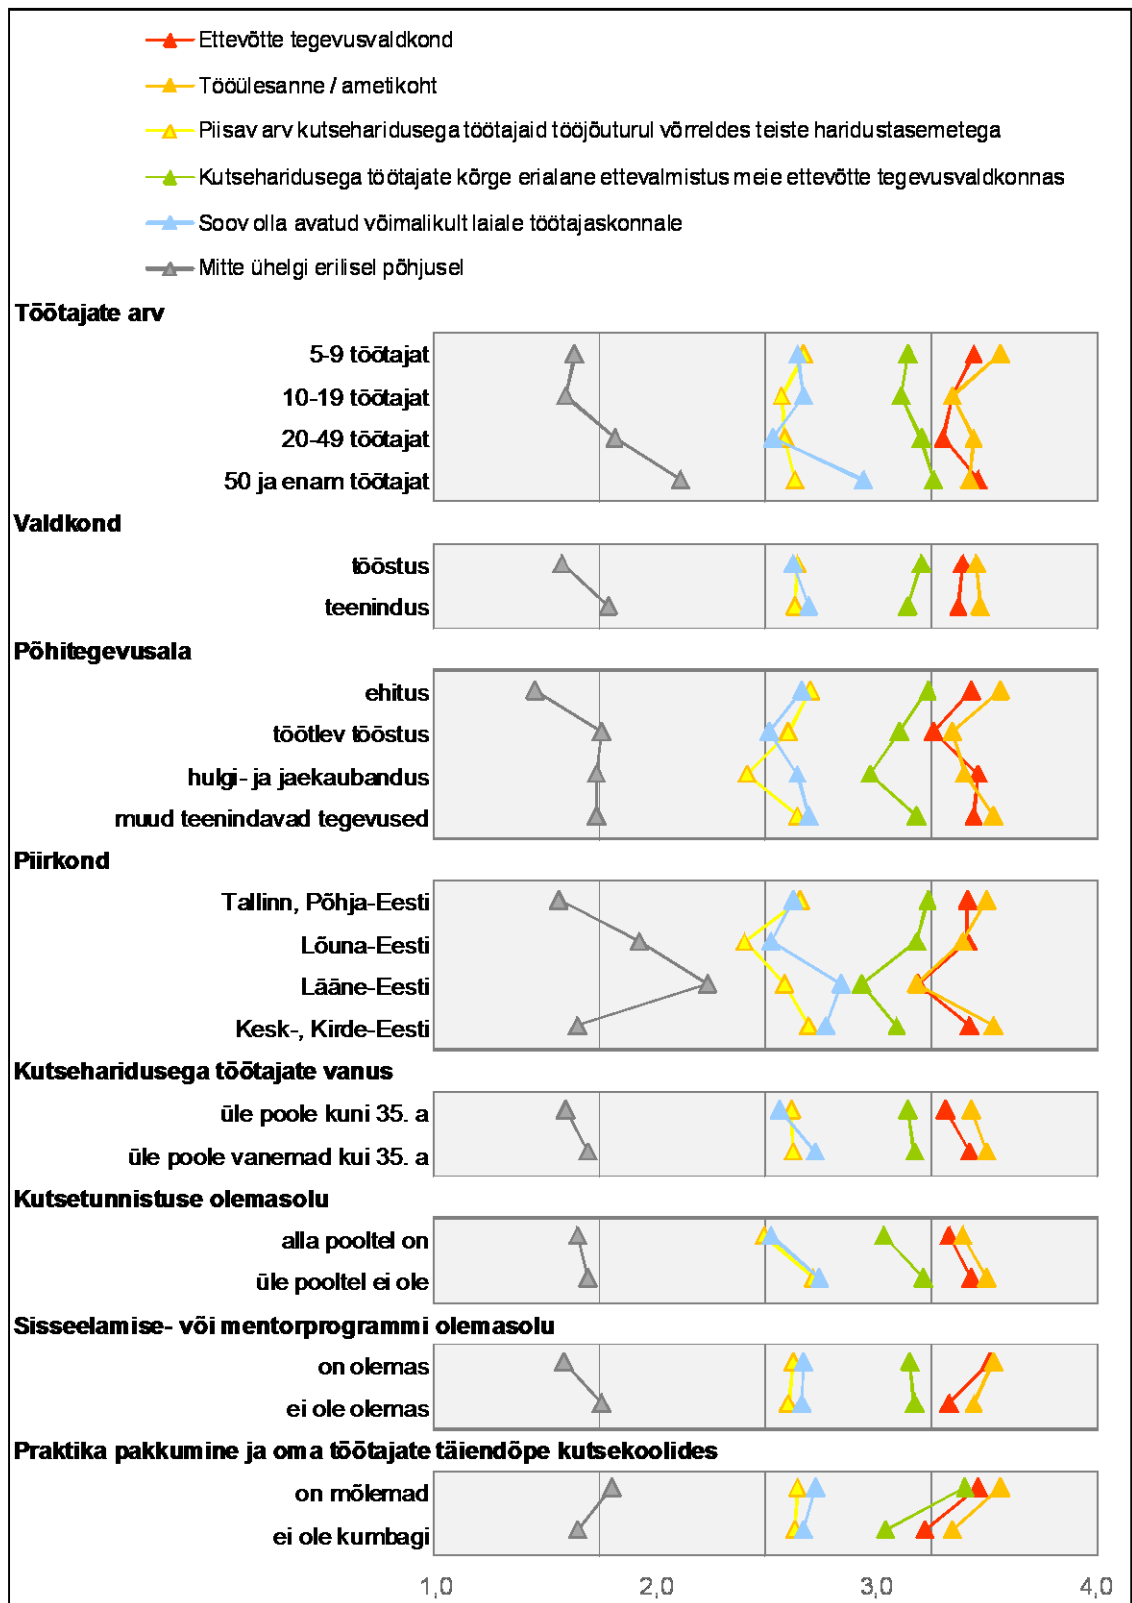 Ettevõtte tegevusvaldkond
Tööülesanne / ametikoht
Piisav arv kutseharidusega töötajaid tööjõuturul võrreldes teiste haridustasemetega
Kutseharidusega töötajate kõrge erialane ettevalmistus meie ettevõtte tegevusvaldkonnas
Soov olla avatud võimalikult laiale töötajaskonnale
Mitte ühelgi erilisel põhjusel
Töötajate arv
5-9 töötajat
10-19 töötajat
20-49 töötajat
50 ja enam töötajat
Valdkond
tööstus
teenindus
Põhitegevusala
ehitus
töötlev tööstus
hulgi- ja jaekaubandus
muud teenindavad tegevused
Piirkond
Tallinn, Põhja-Eesti
Lõuna-Eesti
Lääne-Eesti
Kesk-, Kirde-Eesti
Kutseharidusega töötajate vanus
üle poole kuni 35. a
üle poole vanemad kui 35. a
Kutsetunnistuse olemasolu
alla pooltel on
üle pooltel ei ole
Sisseelamise- või mentorprogrammi olemasolu
on olemas
ei ole olemas
Praktika pakkumine ja oma töötajate täiendõpe kutsekoolides
on mõlemad
ei ole kumbagi
1,0 2,0 3,0 4,0